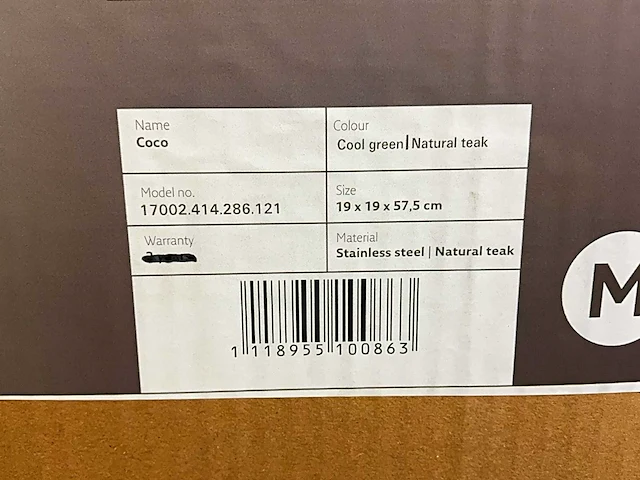 Name
Coco
Colour
Cool green | Natural teak
Model no.
17002.414.286.121
Size
19 x 19 x 57,5 cm
Warranty
Material
Stainless steel | Natural teak
1 118955 100863
M